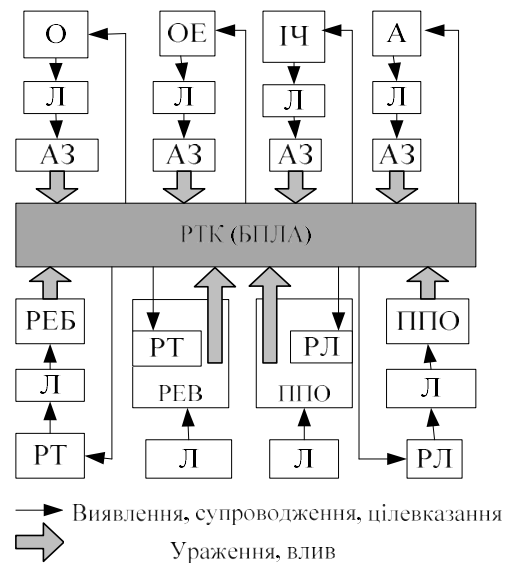 О ОЕ ІЧ А
Л Л Л Л
АЗ АЗ АЗ АЗ
РТК (БПЛА)
РЕБ ППО
РТ РЛ
Л РЕВ ППО Л
РТ Л Л РЛ
Виявлення, супроводження, цілевказання
Ураження, влив